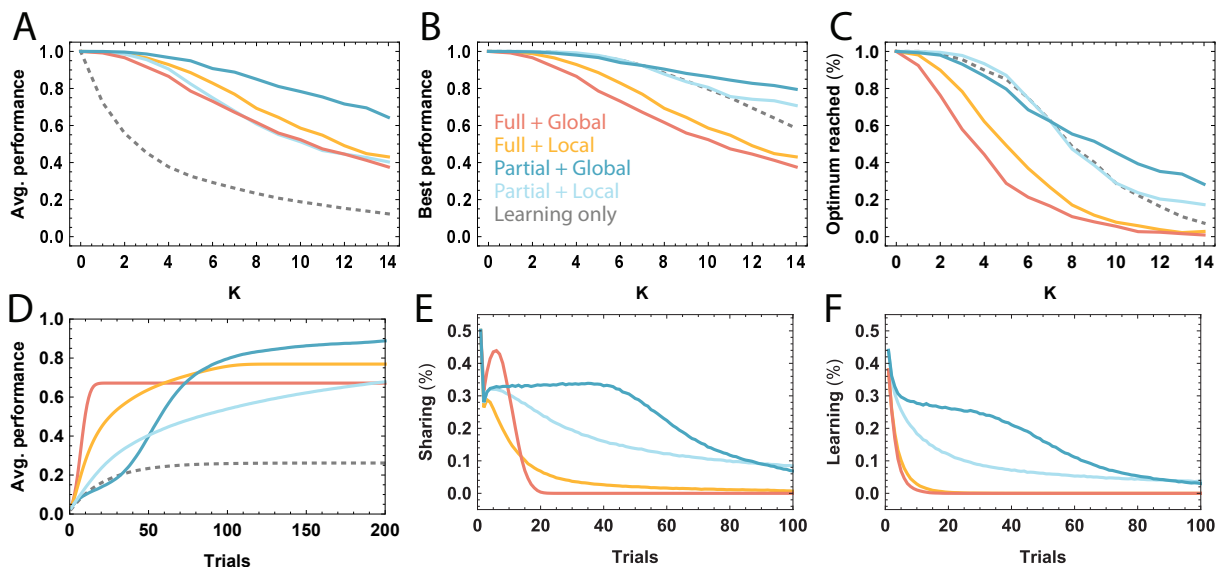 A
Avg. performance
1.0
0.8
0.6
0.4
0.2
0.0
0 2 4 6 8 10 12 14
K
B
Best performance
1.0
0.8
0.6
0.4
0.2
0.0
Full + Global
Full + Local
Partial + Global
Partial + Local
Learning only
0 2 4 6 8 10 12 14
K
C
Optimum reached (%)
1.0
0.8
0.6
0.4
0.2
0.0
0 2 4 6 8 10 12 14
K
D
Avg. performance
1.0
0.8
0.6
0.4
0.2
0.0
0 50 100 150 200
Trials
E
Sharing (%)
0.5
0.4
0.3
0.2
0.1
0.0
0 20 40 60 80 100
Trials
F
Learning (%)
0.5
0.4
0.3
0.2
0.1
0.0
0 20 40 60 80 100
Trials